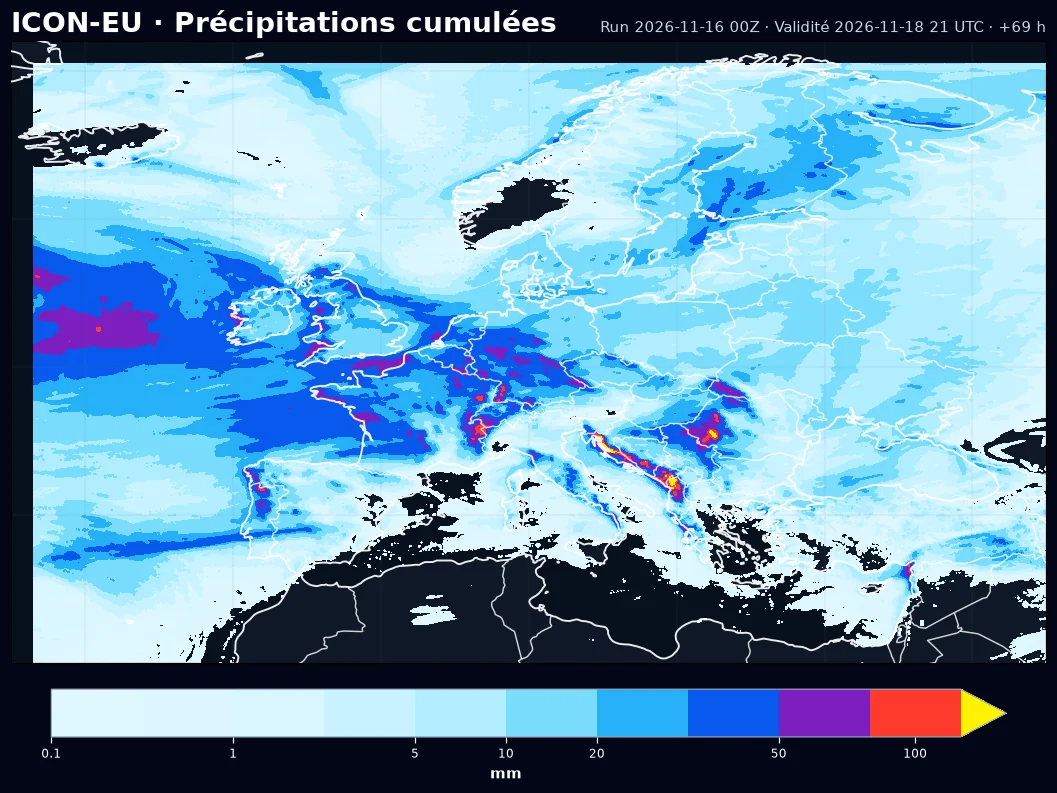 ICON-EU · Précipitations cumulées
Run 2026-11-16 00Z · Validité 2026-11-18 21 UTC · +69 h
0.1 1 5 10 20 50 100
mm